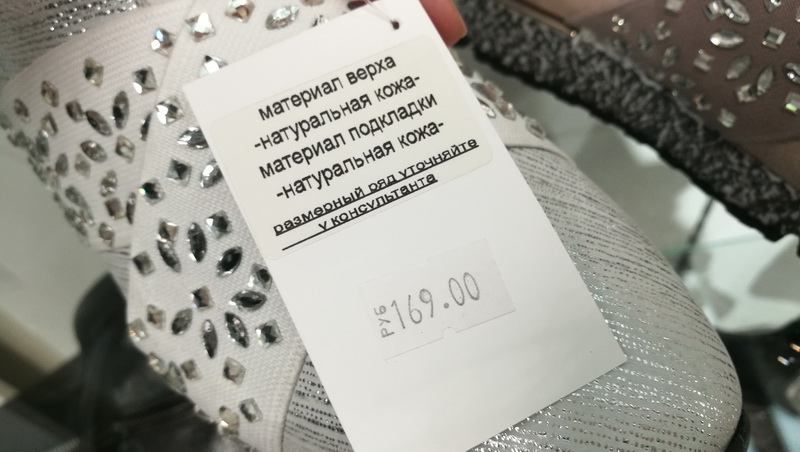 материал верха
-натуральная кожа-
материал подкладки
-натуральная кожа-
размерный ряд уточняйте
у консультанта
РУБ 169.00